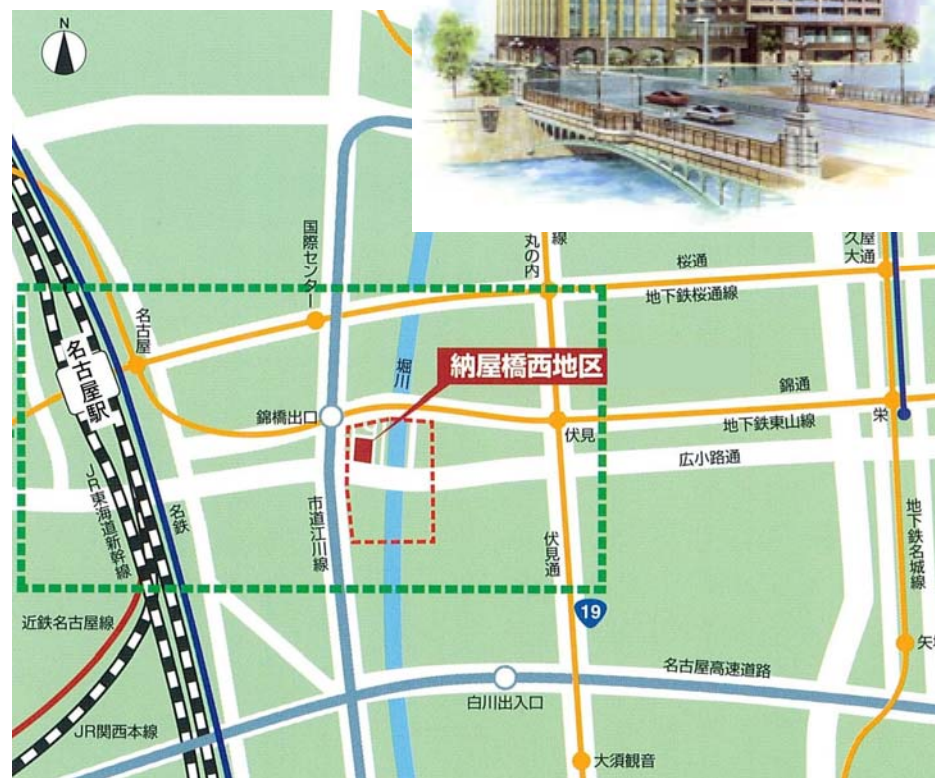 N
国際センター
丸の内
線
久屋大通
桜通
地下鉄桜通線
名古屋
名古屋駅
堀川
納屋橋西地区
錦橋出口
錦通
栄
伏見
地下鉄東山線
広小路通
JR東海道新幹線
名鉄
市道江川線
伏見通
地下鉄名城線
19
近鉄名古屋線
矢場
名古屋高速道路
白川出入口
JR関西本線
大須観音